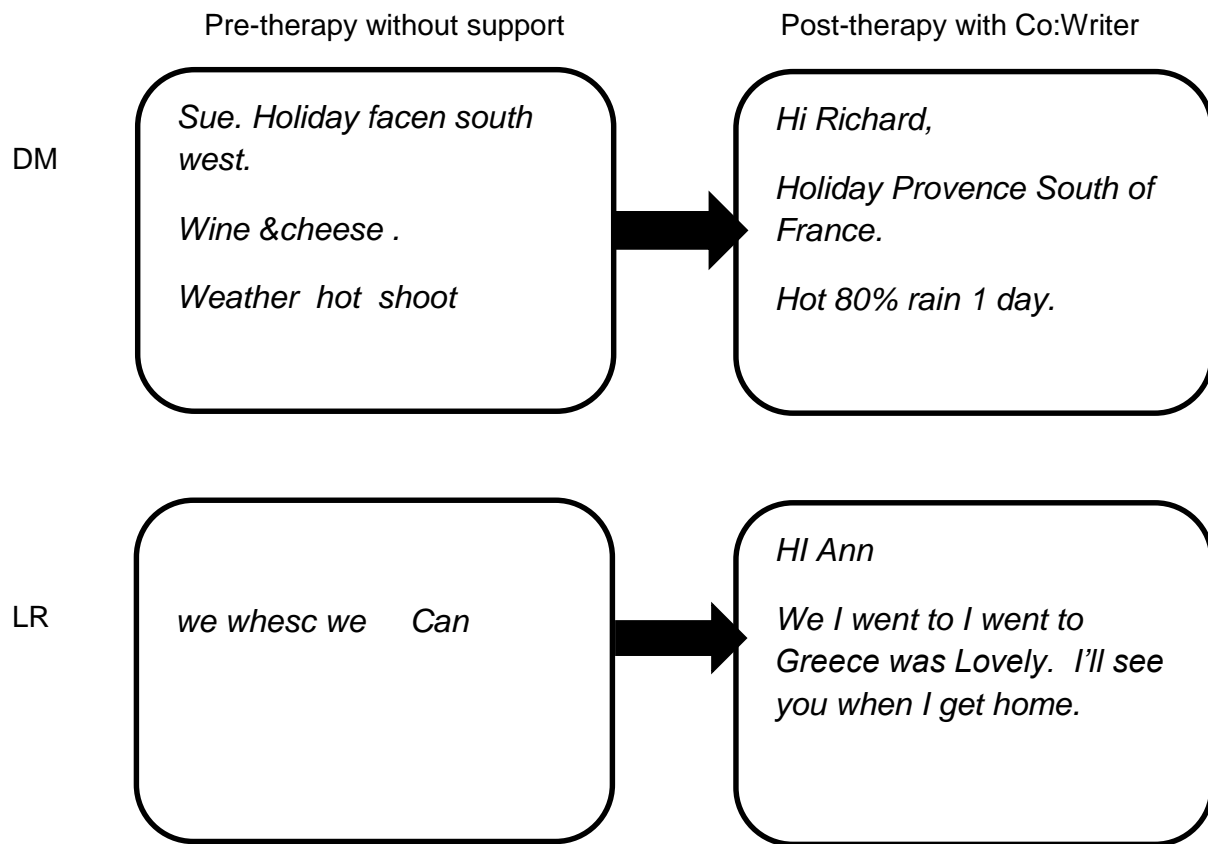 Pre-therapy without support
Post-therapy with Co:Writer
DM
Sue. Holiday facen south
west.
Wine &cheese .
Weather  hot  shoot
Hi Richard,
Holiday Provence South of
France.
Hot 80% rain 1 day.
LR
we whesc we    Can
HI Ann
We I went to I went to
Greece was Lovely.  I’ll see
you when I get home.